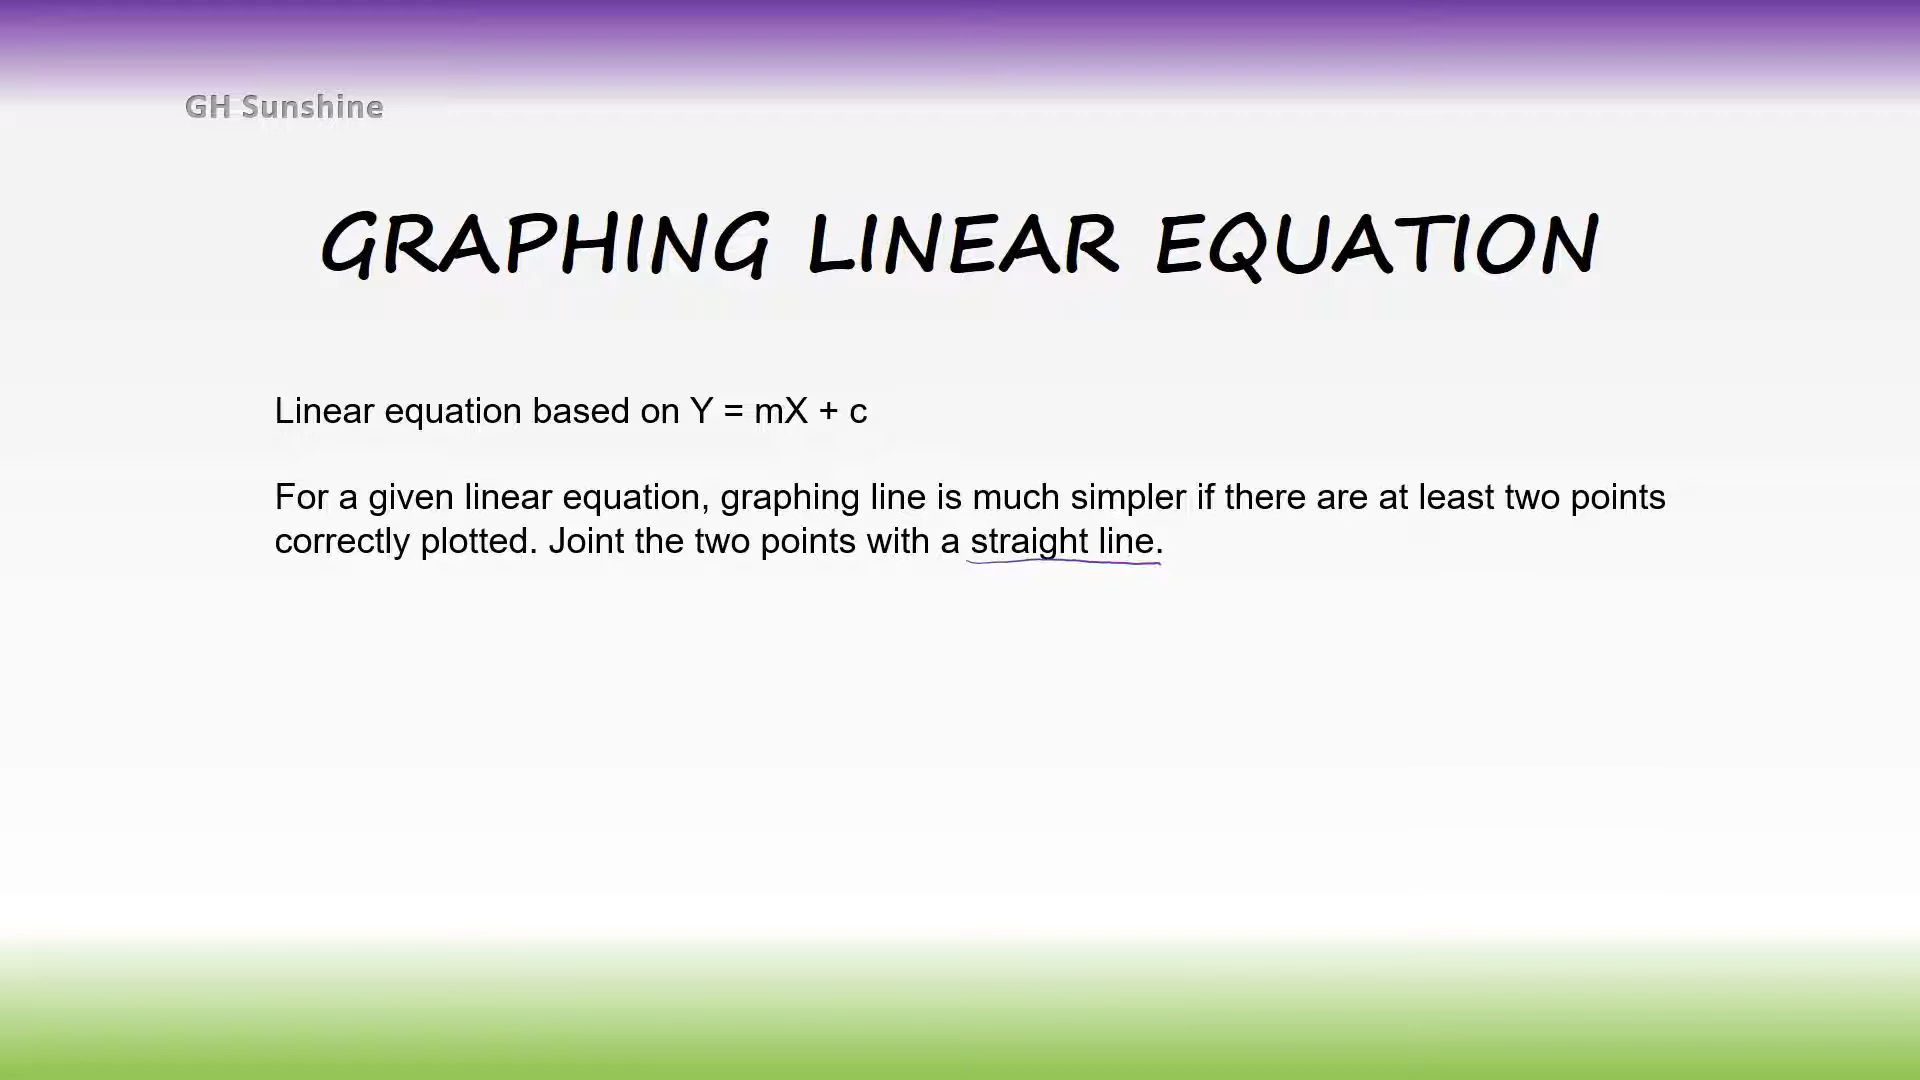 GH Sunshine
GRAPHING LINEAR EQUATION
Linear equation based on Y = mX + c
For a given linear equation, graphing line is much simpler if there are at least two points
correctly plotted. Joint the two points with a straight line.